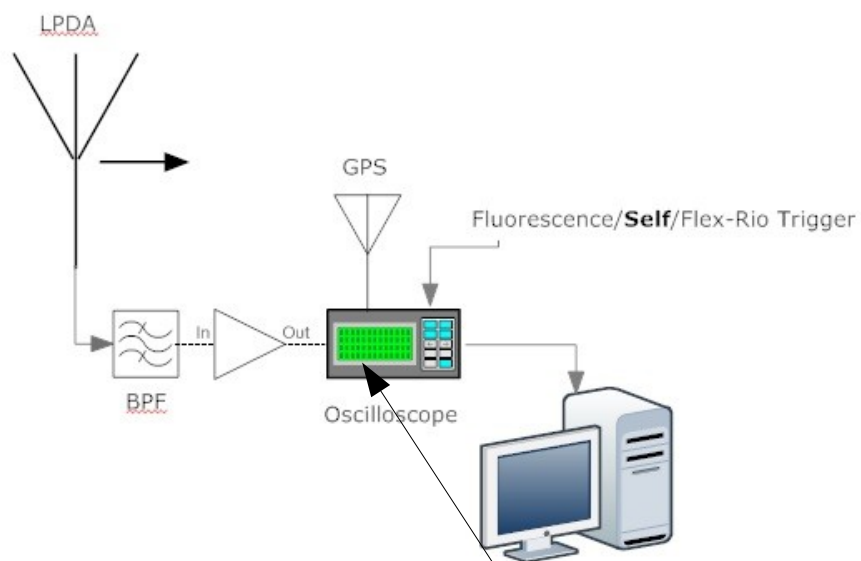 LPDA
GPS
Fluorescence/Self/Flex-Rio Trigger
In
Out
BPF
Oscilloscope